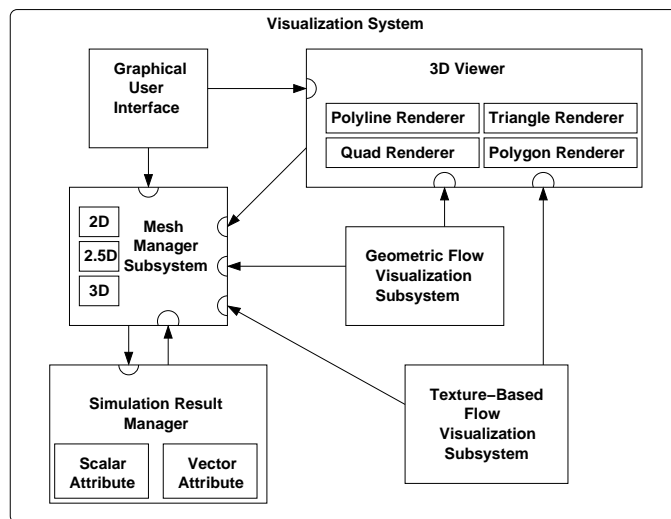 Visualization System
Graphical
User
Interface
3D Viewer
Polyline Renderer
Triangle Renderer
Quad Renderer
Polygon Renderer
2D
2.5D
3D
Mesh
Manager
Subsystem
Geometric Flow
Visualization
Subsystem
Simulation Result
Manager
Scalar
Attribute
Vector
Attribute
Texture–Based
Flow
Visualization
Subsystem